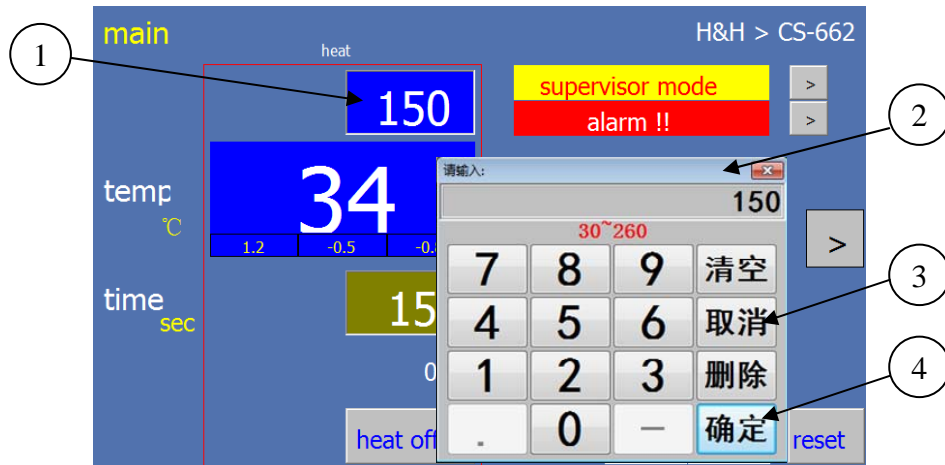 main
H&H > CS-662
heat
1
150
supervisor mode
>
alarm !!
>
2
请输入:
150
temp
℃
34
1.2
-0.5
30~260
7 8 9 清空
>
3
time
sec
15
4 5 6 取消
0
1 2 3 删除
4
heat off
. 0 - 确定
reset